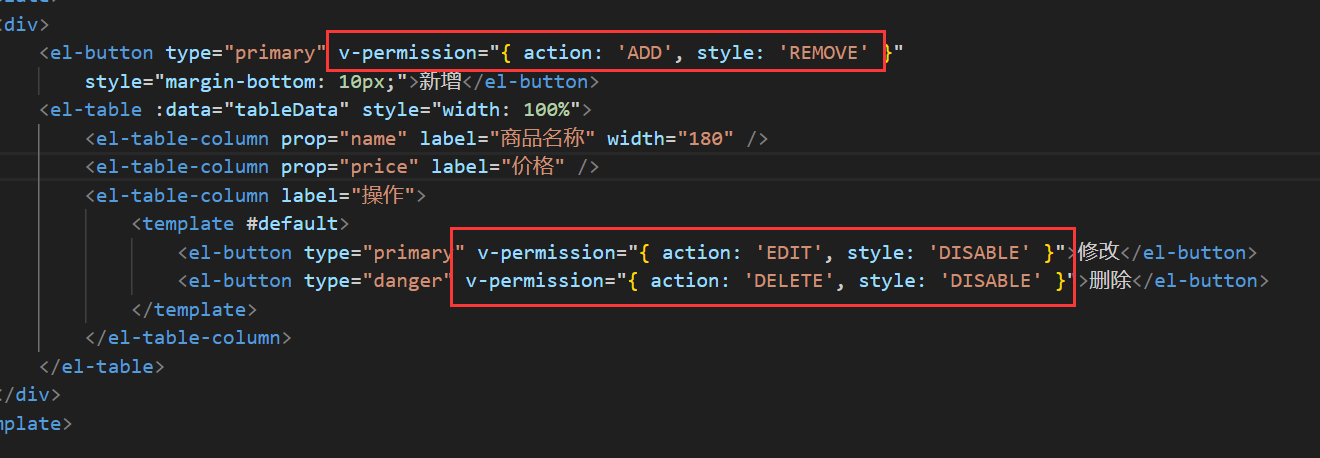 <div>
<el-button type="primary" v-permission="{ action: 'ADD', style: 'REMOVE' }"
style="margin-bottom: 10px;">新增</el-button>
<el-table :data="tableData" style="width: 100%">
<el-table-column prop="name" label="商品名称" width="180" />
<el-table-column prop="price" label="价格" />
<el-table-column label="操作">
<template #default>
<el-button type="primary" v-permission="{ action: 'EDIT', style: 'DISABLE' }">修改</el-button>
<el-button type="danger" v-permission="{ action: 'DELETE', style: 'DISABLE' }">删除</el-button>
</template>
</el-table-column>
</el-table>
</div>
mplate>